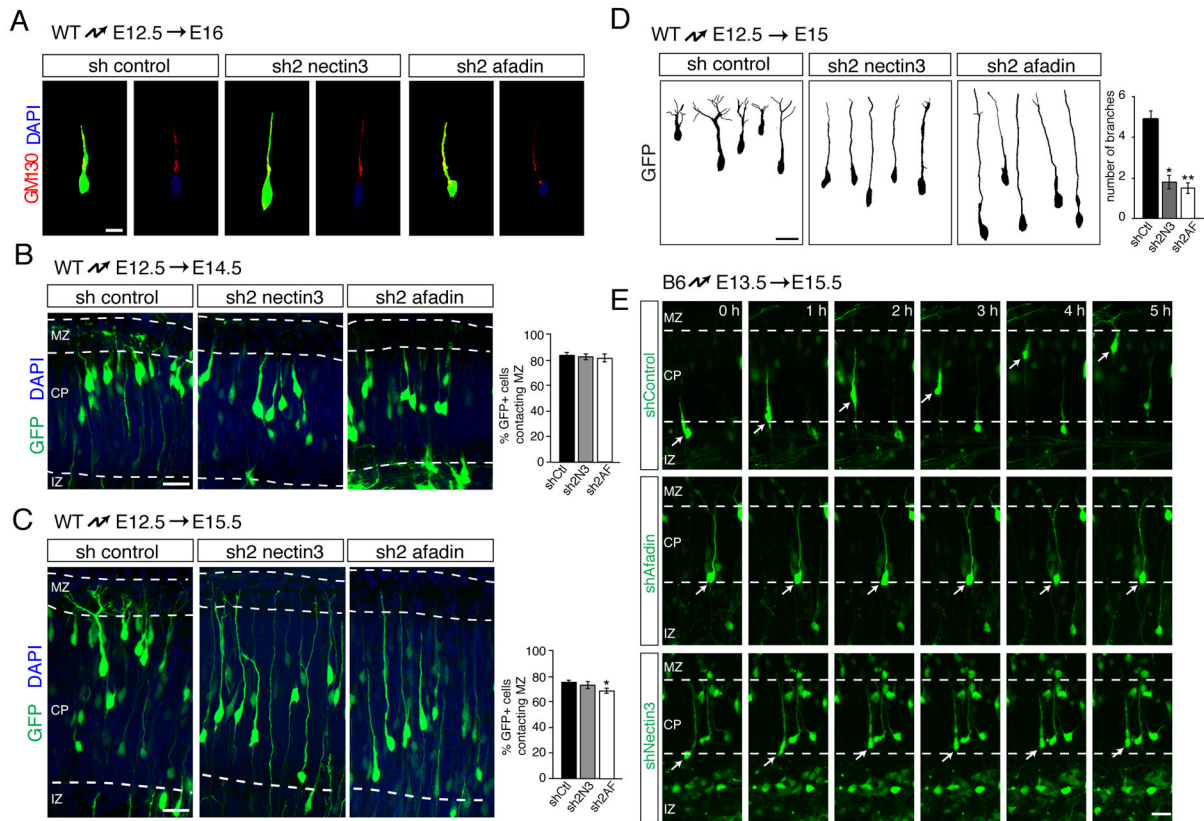 A
WT E12.5 → E16
sh control
sh2 nectin3
sh2 afadin
GM130 DAPI
B
WT E12.5 → E14.5
sh control
sh2 nectin3
sh2 afadin
GFP DAPI
MZ
CP
IZ
% GFP+ cells
contacting MZ
100
80
60
40
20
0
shCtl
sh2N3
sh2AF
C
WT E12.5 → E15.5
sh control
sh2 nectin3
sh2 afadin
GFP DAPI
MZ
CP
IZ
% GFP+ cells
contacting MZ
100
80
60
40
20
0
*
shCtl
sh2N3
sh2AF
D
WT E12.5 → E15
sh control
sh2 nectin3
sh2 afadin
GFP
number of branches
6
4
2
0
*
**
shCtl
sh2N3
sh2AF
E
B6 E13.5 → E15.5
0 h
1 h
2 h
3 h
4 h
5 h
shControl
MZ
CP
IZ
shAfadin
MZ
CP
IZ
shNectin3
MZ
CP
IZ